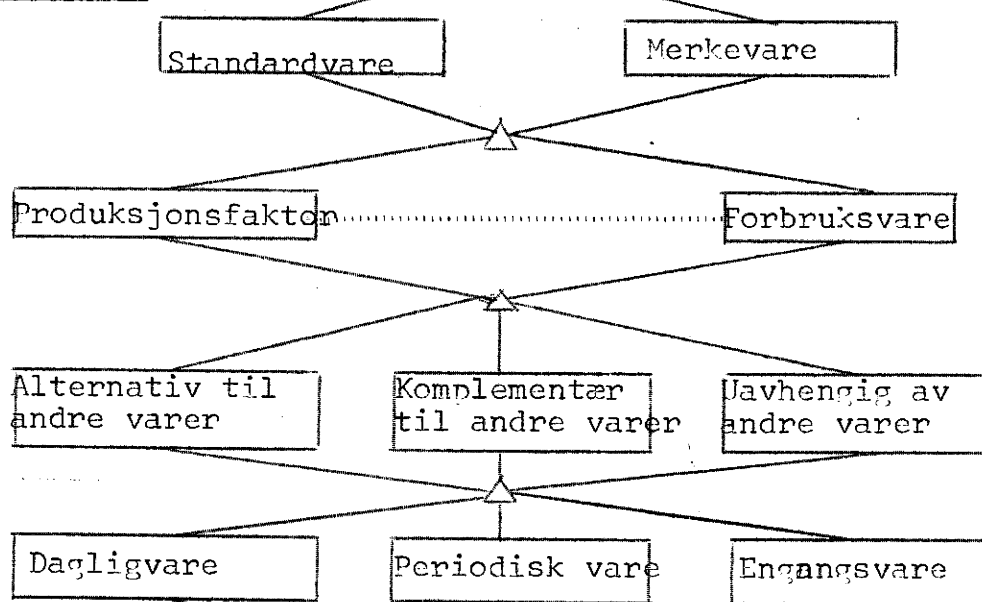 Standardvare
Merkevare
Produksjonsfaktor
Forbruksvare
Alternativ til
andre varer
Komplementær
til andre varer
Uavhengig av
andre varer
Dagligvare
Periodisk vare
Engangsvare